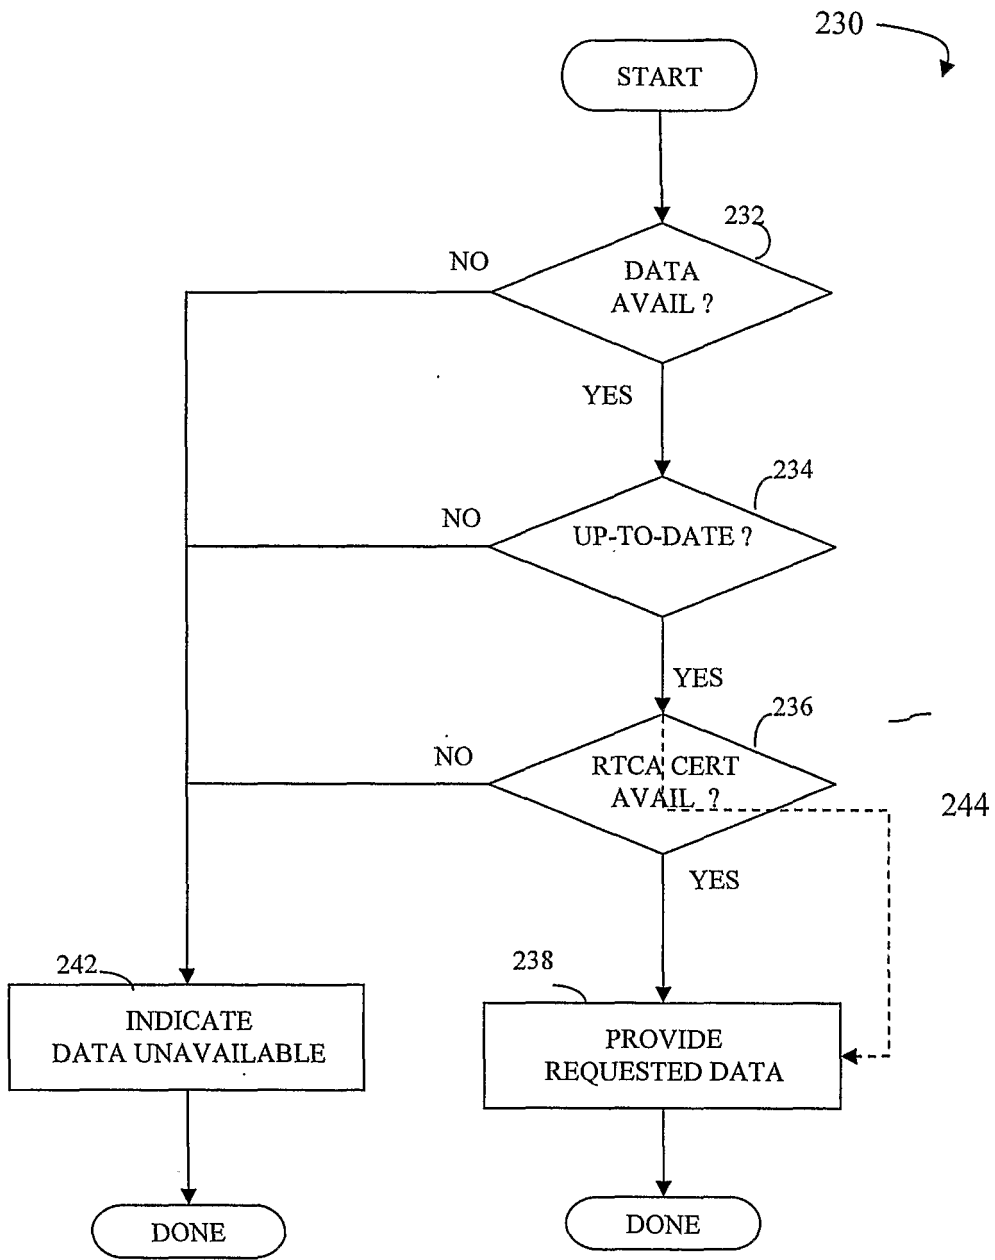 230
START
232
NO
DATA
AVAIL ?
YES
234
NO
UP-TO-DATE ?
YES
236
NO
RTCA CERT
AVAIL ?
244
YES
242
238
INDICATE
DATA UNAVAILABLE
PROVIDE
REQUESTED DATA
DONE
DONE